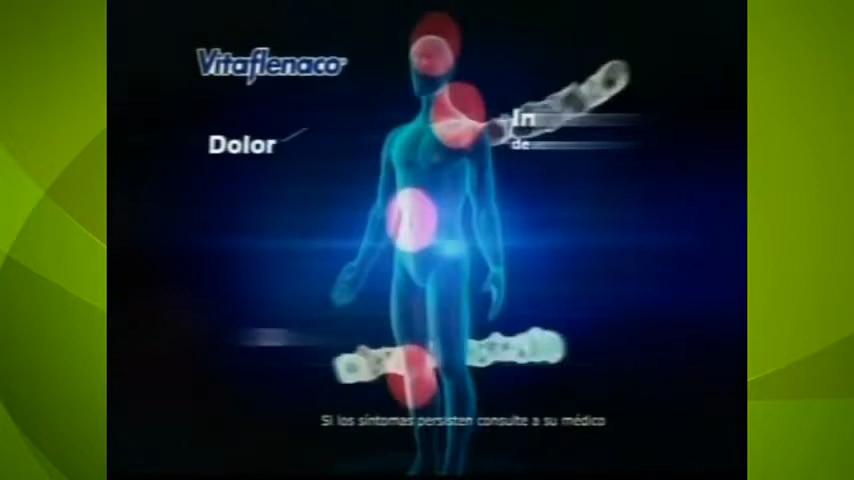 Vitaflenaco
Dolor
In
de
Si los síntomas persisten consulte a su médico